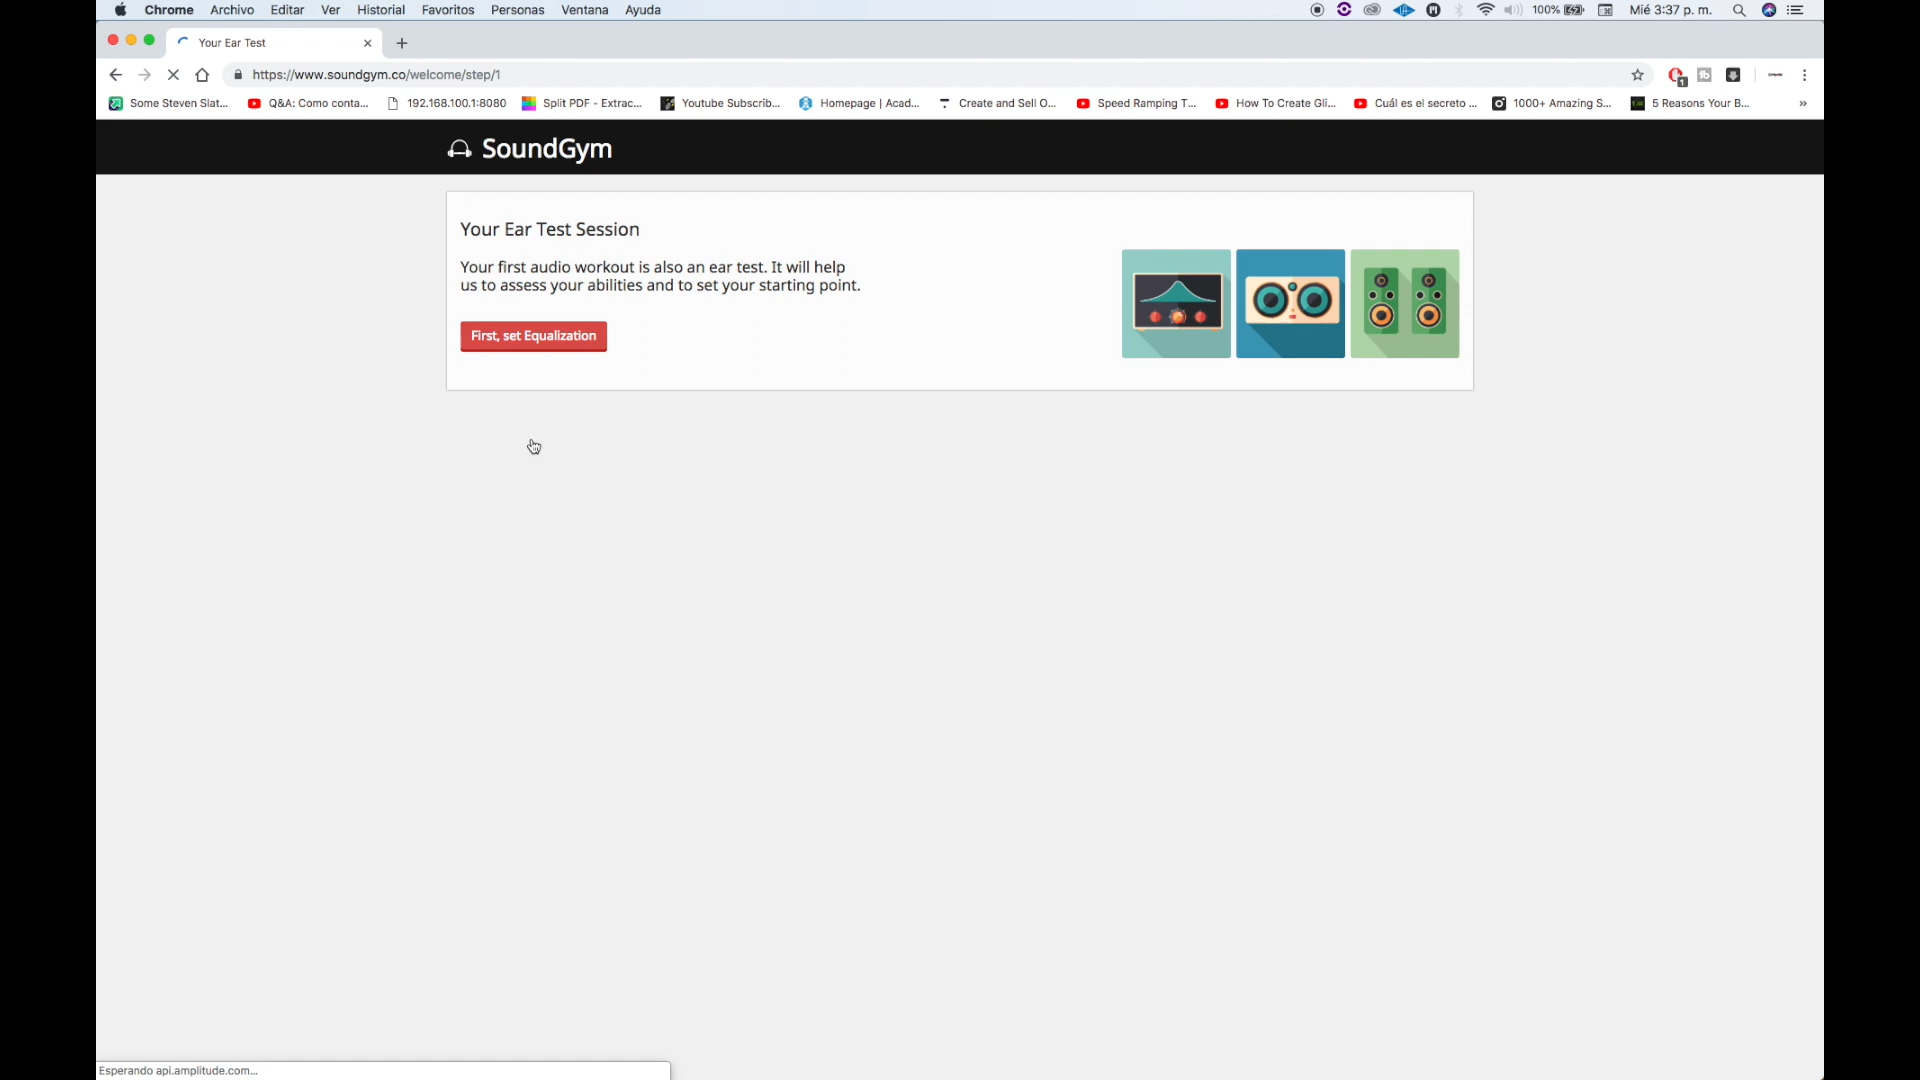 Chrome Archivo Editar Ver Historial Favoritos Personas Ventana Ayuda 100% Mié 3:37 p. m.
Your Ear Test
https://www.soundgym.co/welcome/step/1 1
Some Steven Slat... Q&A: Como conta... 192.168.100.1:8080 Split PDF - Extrac... Youtube Subscrib... Homepage | Acad... Create and Sell O... Speed Ramping T... How To Create Gli... Cuál es el secreto ... 1000+ Amazing S... 5 Reasons Your B... »
SoundGym
Your Ear Test Session
Your first audio workout is also an ear test. It will help
us to assess your abilities and to set your starting point.
First, set Equalization
Esperando api.amplitude.com...